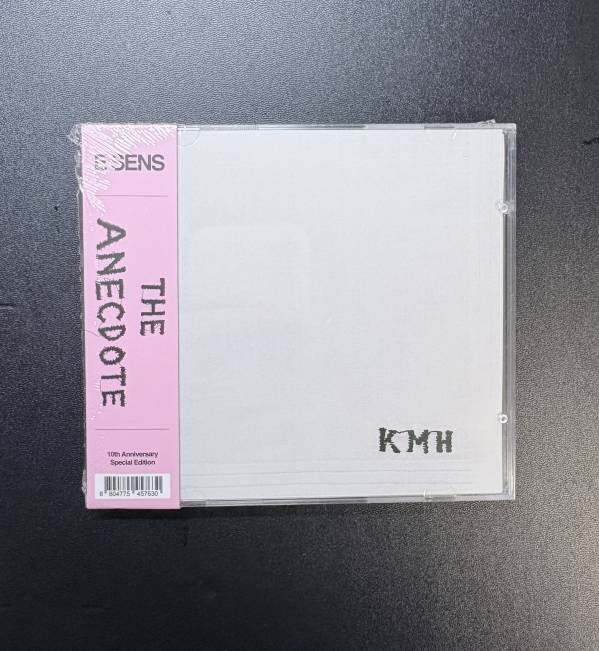 B SENS
THE
ANECDOTE
10th Anniversary
Special Edition
8 804775 457630
KMH